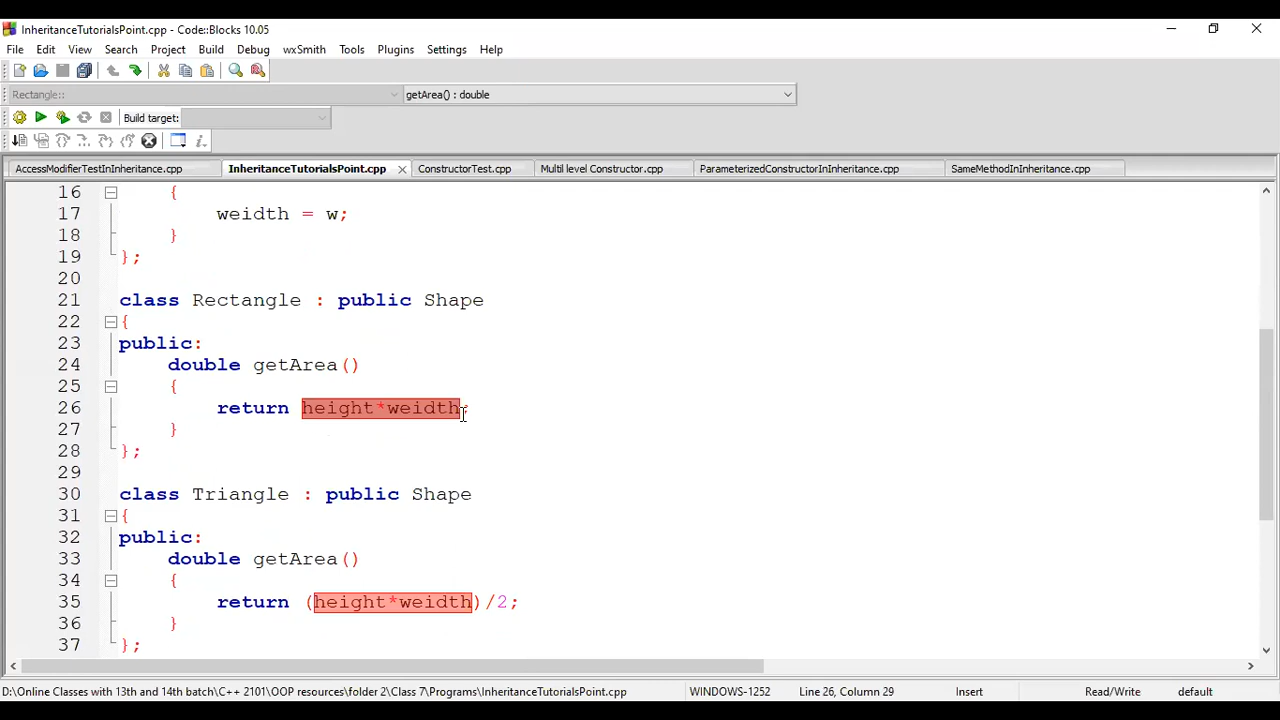 InheritanceTutorialsPoint.cpp - Code::Blocks 10.05
File Edit View Search Project Build Debug wxSmith Tools Plugins Settings Help
Rectangle:: getArea() : double
Build target:
AccessModifierTestInInheritance.cpp InheritanceTutorialsPoint.cpp ConstructorTest.cpp Multi level Constructor.cpp ParameterizedConstructorInInheritance.cpp SameMethodInInheritance.cpp
16 {
17 weidth = w;
18 }
19 };
20
21 class Rectangle : public Shape
22 {
23 public:
24 double getArea()
25 {
26 return height*weidth;
27 }
28 };
29
30 class Triangle : public Shape
31 {
32 public:
33 double getArea()
34 {
35 return (height*weidth)/2;
36 }
37 };
D:\Online Classes with 13th and 14th batch\C++ 2101\OOP resources\folder 2\Class 7\Programs\InheritanceTutorialsPoint.cpp WINDOWS-1252 Line 26, Column 29 Insert Read/Write default